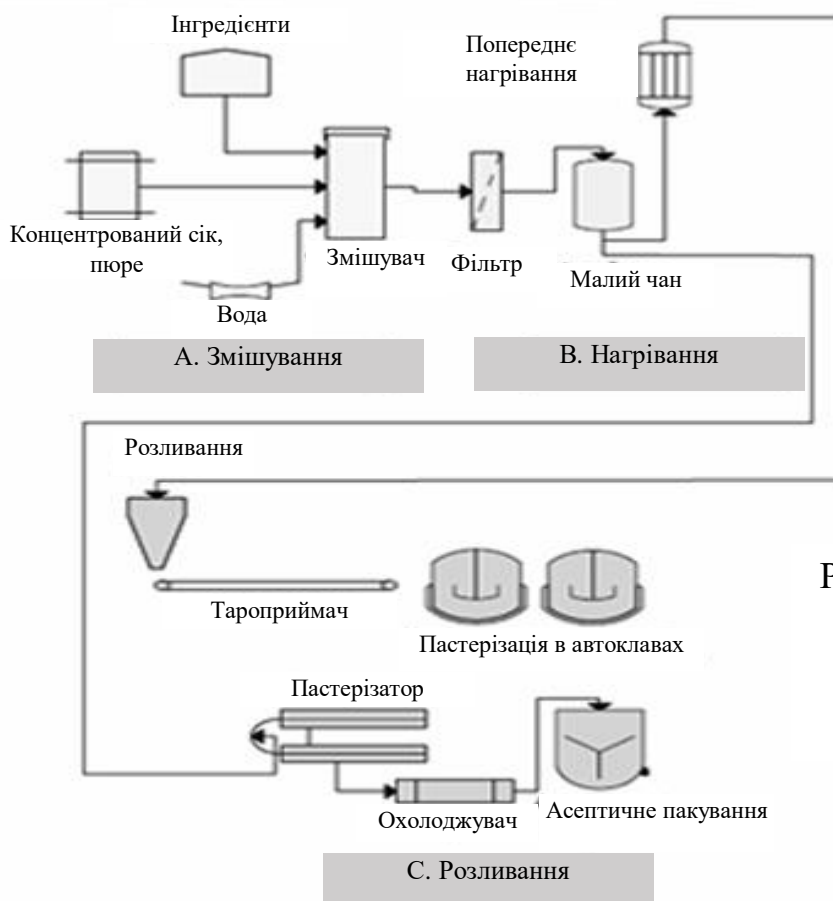 Інгредієнти
Попереднє
нагрівання
Концентрований сік,
пюре
Змішувач
Фільтр
Малий чан
Вода
А. Змішування
В. Нагрівання
Розливання
Р
Тароприймач
Пастерізація в автоклавах
Пастерізатор
Охолоджувач
Асептичне пакування
С. Розливання